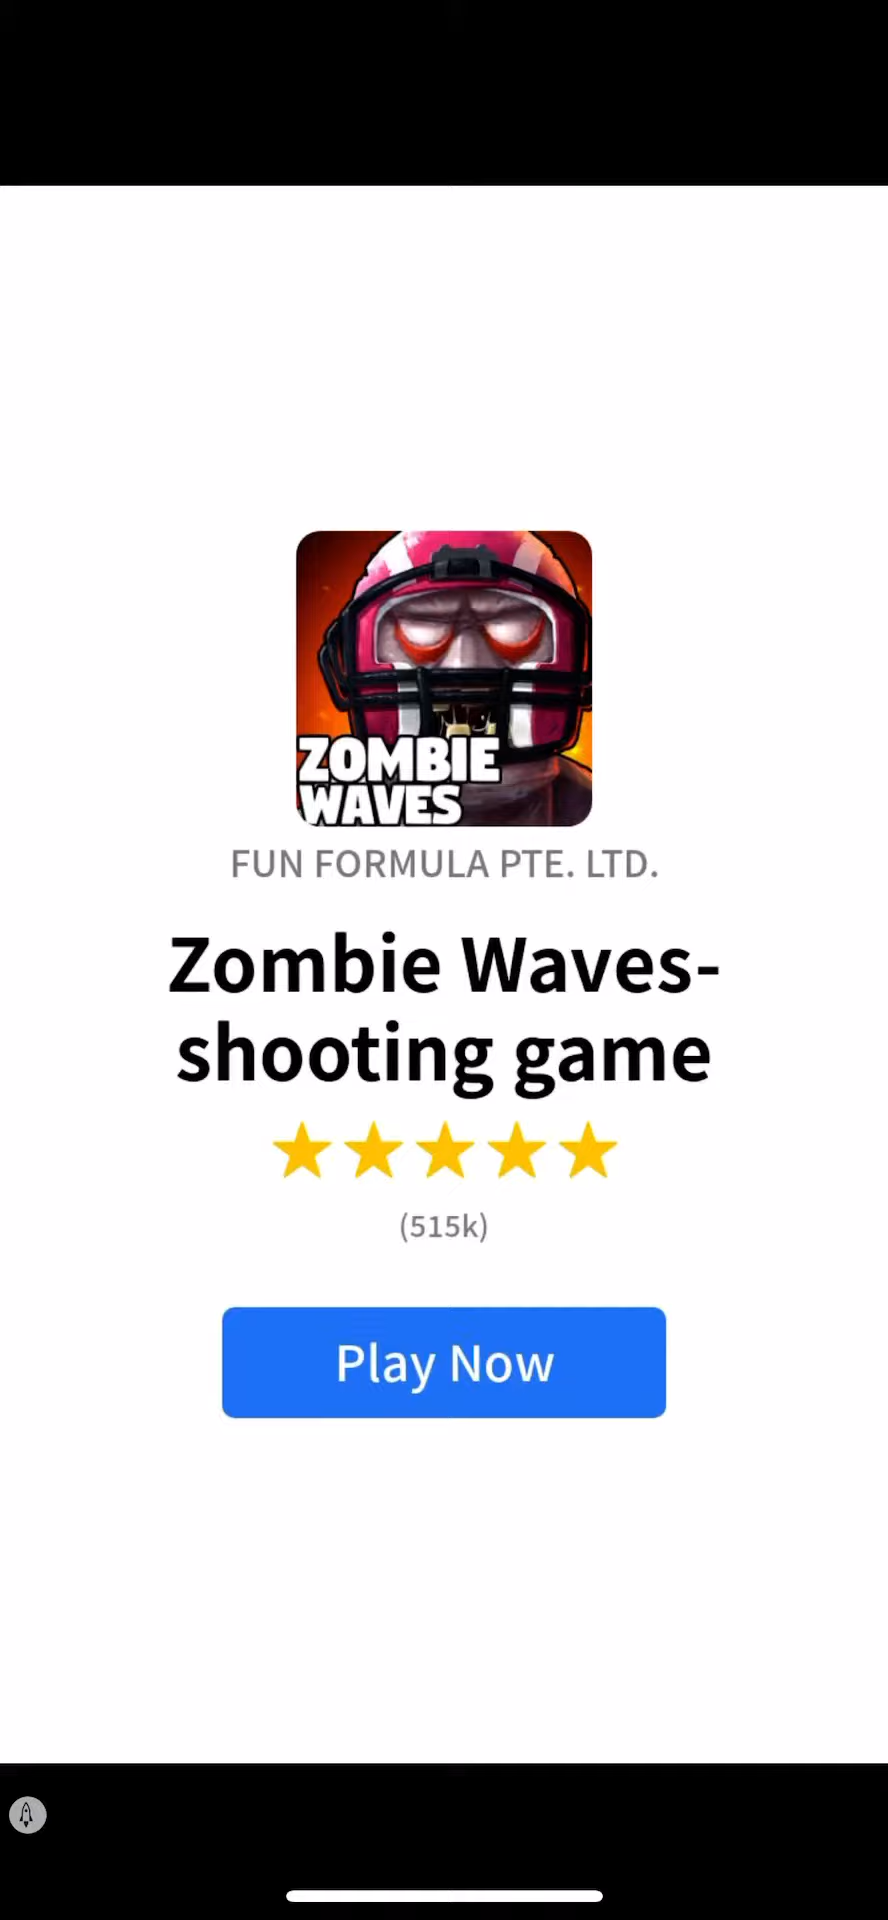 ZOMBIE
WAVES
FUN FORMULA PTE. LTD.
Zombie Waves-
shooting game
(515k)
Play Now